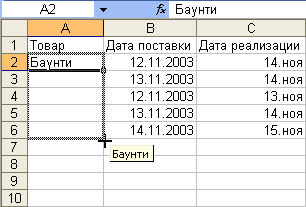 A2 Баунти
A B C
1 Товар Дата поставки Дата реализации
2 Баунти 12.11.2003 14.ноя
3 13.11.2003 14.ноя
4 12.11.2003 13.ноя
5 13.11.2003 14.ноя
6 14.11.2003 15.ноя
7 Баунти
8
9
10